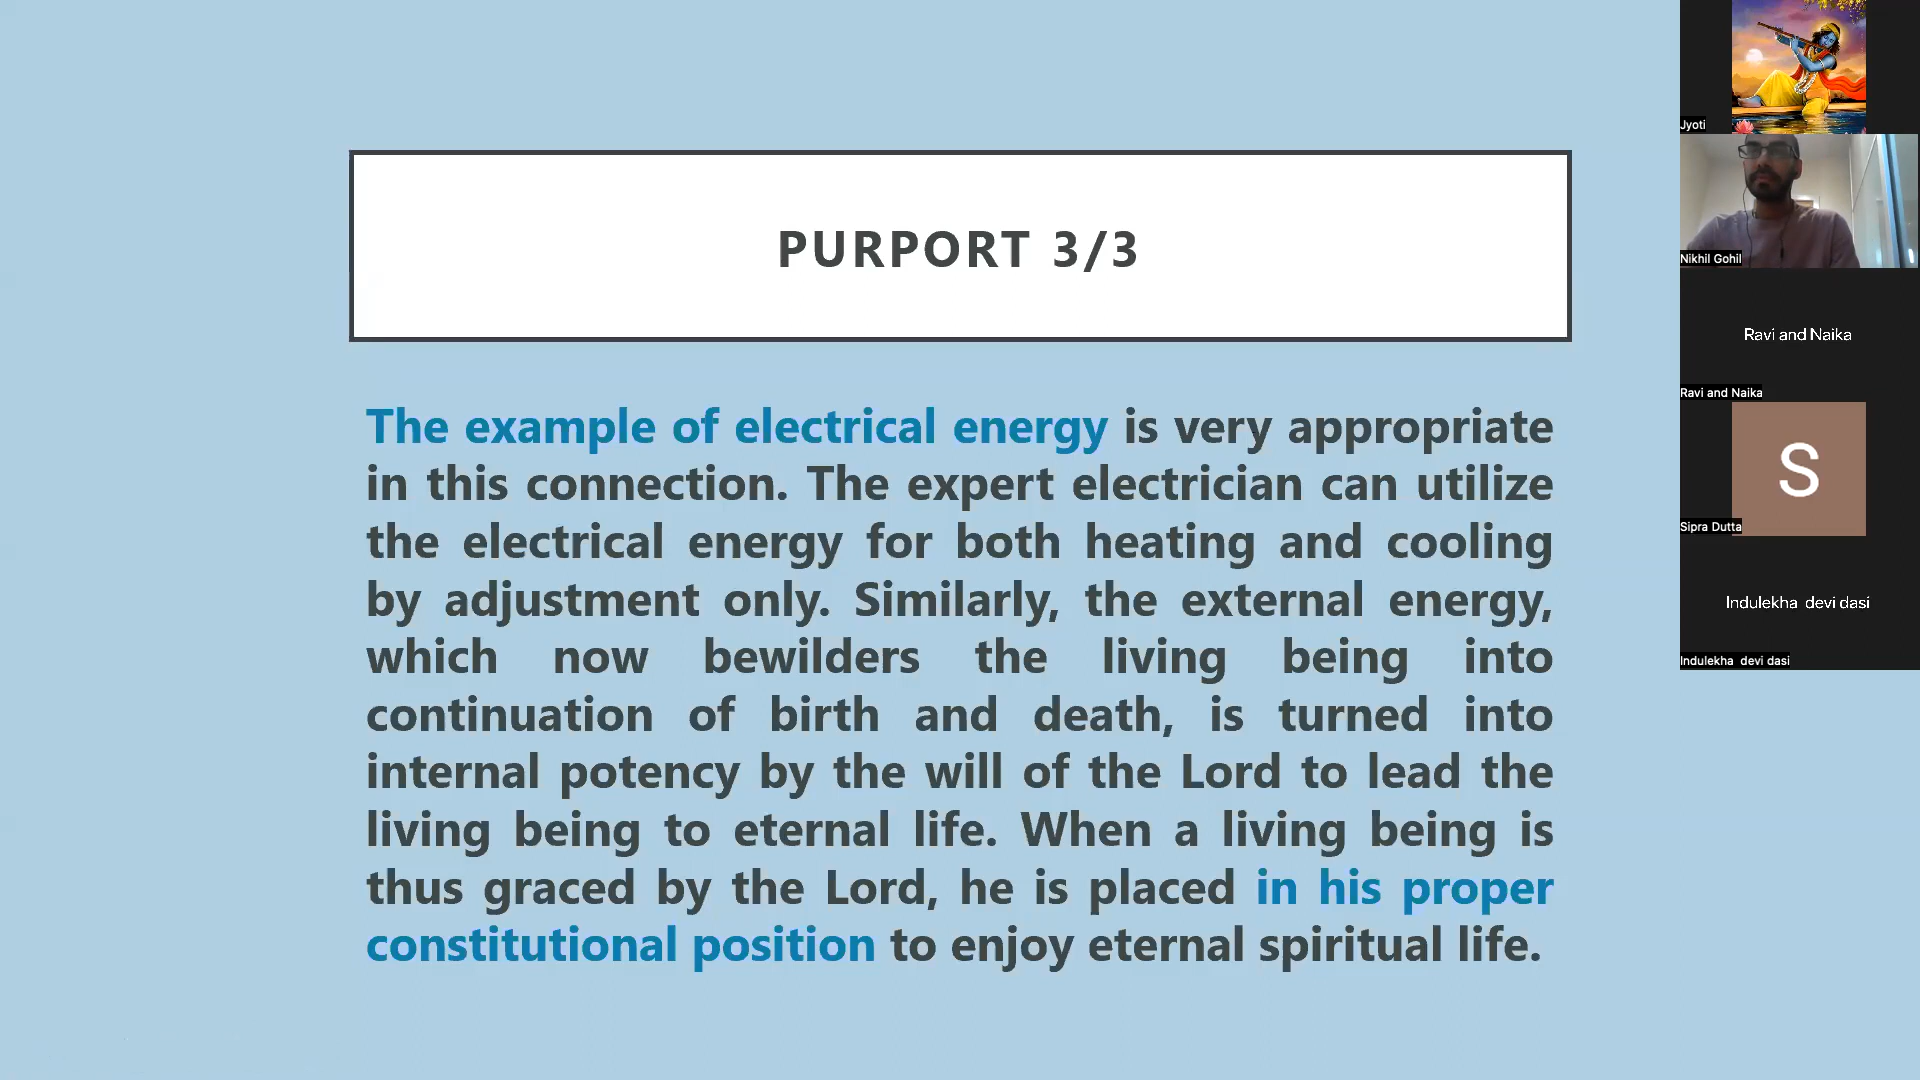 PURPORT 3/3
The example of electrical energy is very appropriate
in this connection. The expert electrician can utilize
the electrical energy for both heating and cooling
by adjustment only. Similarly, the external energy,
which now bewilders the living being into
continuation of birth and death, is turned into
internal potency by the will of the Lord to lead the
living being to eternal life. When a living being is
thus graced by the Lord, he is placed in his proper
constitutional position to enjoy eternal spiritual life.
Jyoti
Nikhil Gohil
Ravi and Naika
Ravi and Naika
S
Sipra Dutta
Indulekha devi dasi
Indulekha devi dasi